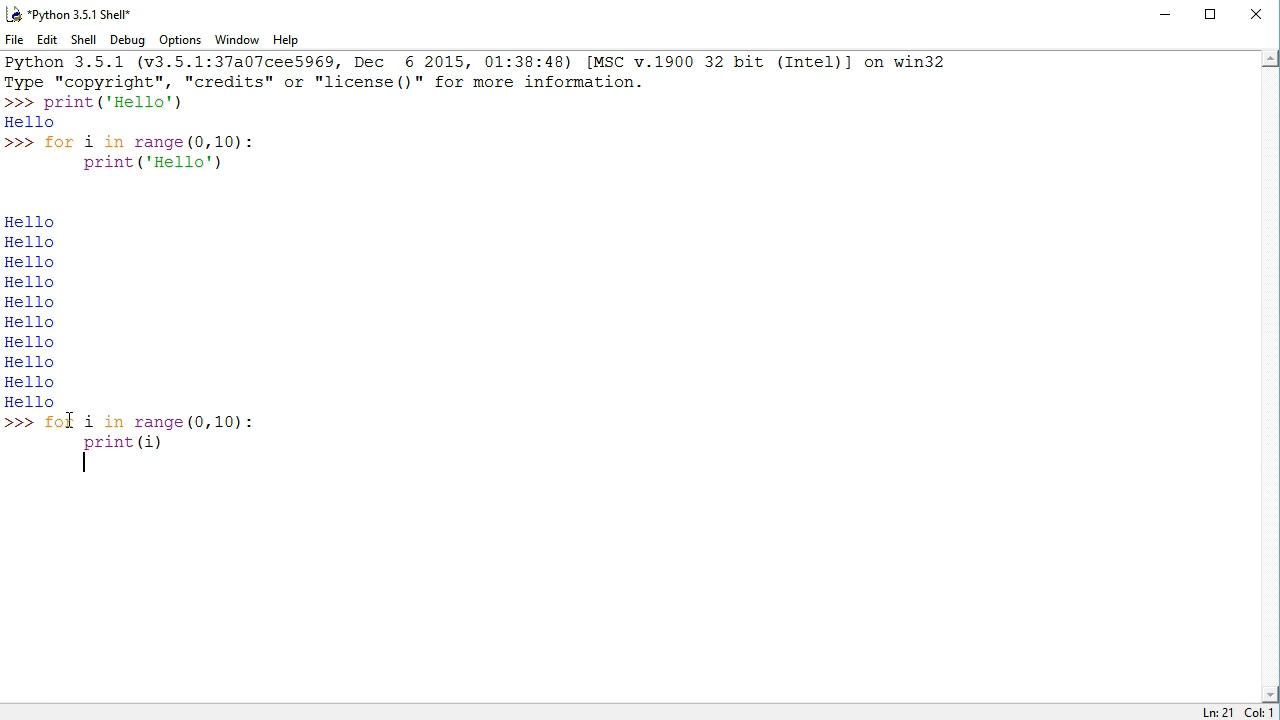 *Python 3.5.1 Shell*
File Edit Shell Debug Options Window Help
Python 3.5.1 (v3.5.1:37a07cee5969, Dec  6 2015, 01:38:48) [MSC v.1900 32 bit (Intel)] on win32
Type "copyright", "credits" or "license()" for more information.
>>> print('Hello')
Hello
>>> for i in range(0,10):
        print('Hello')
Hello
Hello
Hello
Hello
Hello
Hello
Hello
Hello
Hello
Hello
>>> for i in range(0,10):
        print(i)
Ln: 21 Col: 1